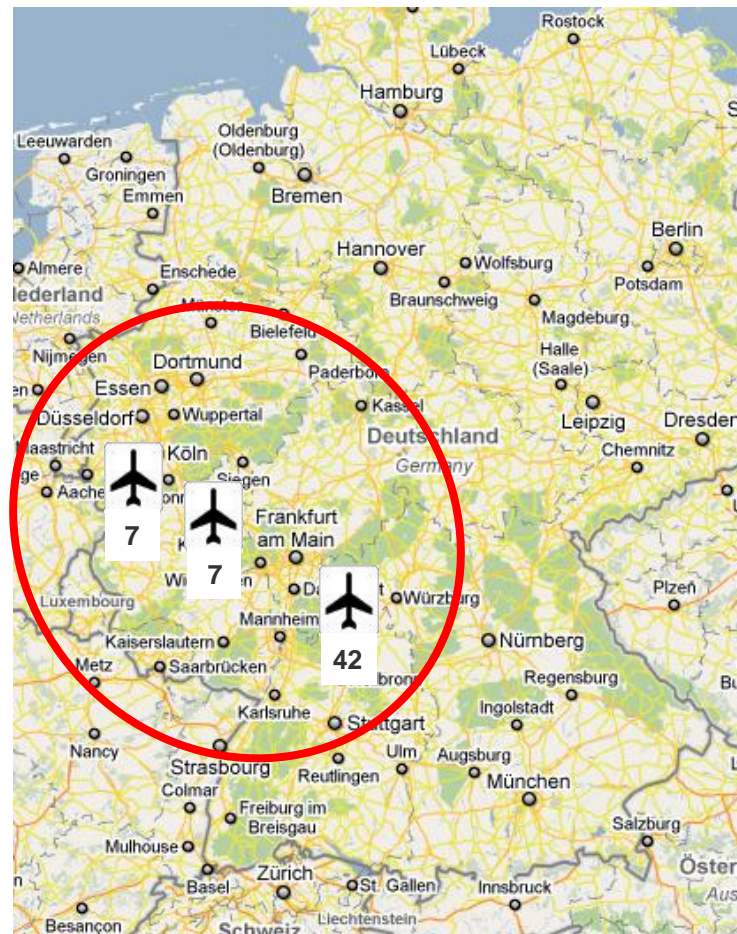 Rostock
Lübeck
Hamburg
Leeuwarden
Oldenburg
(Oldenburg)
Groningen
Emmen
Bremen
Berlin
Hannover
Wolfsburg
Almere
Enschede
Potsdam
Braunschweig
Nederland
Netherlands
Münster
Magdeburg
Bielefeld
Nijmegen
Halle
(Saale)
Dortmund
Paderborn
Essen
Kassel
Düsseldorf
Wuppertal
Leipzig
Dresden
Deutschland
Germany
Maastricht
Köln
Chemnitz
Siegen
Frankfurt
am Main
7
7
Plzeň
Würzburg
Luxembourg
Mannheim
Kaiserslautern
Nürnberg
42
Metz
Saarbrücken
Regensburg
Karlsruhe
Ingolstadt
Stuttgart
Nancy
Strasbourg
Reutlingen
Ulm
Augsburg
München
Colmar
Freiburg im
Breisgau
Salzburg
Mulhouse
Zürich
Basel
St. Gallen
Innsbruck
Liechtenstein
Besançon
Schweiz